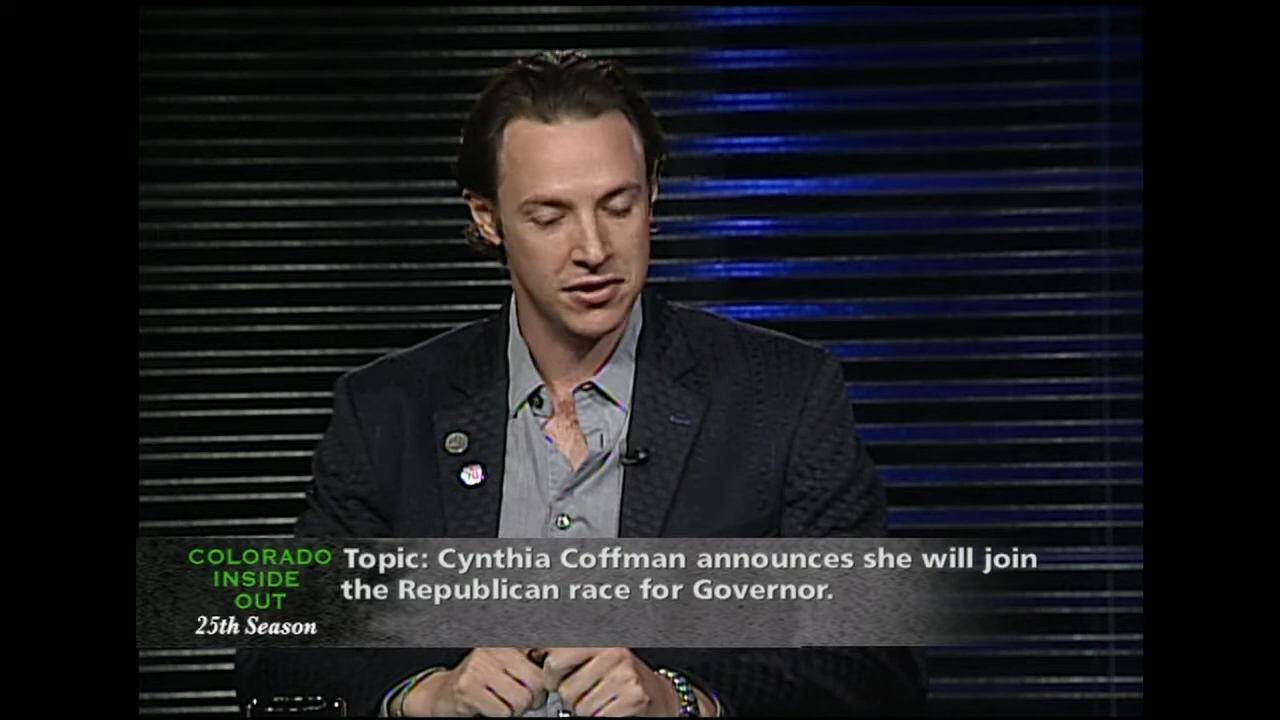 COLORADO
INSIDE
OUT
25th Season
Topic: Cynthia Coffman announces she will join
the Republican race for Governor.